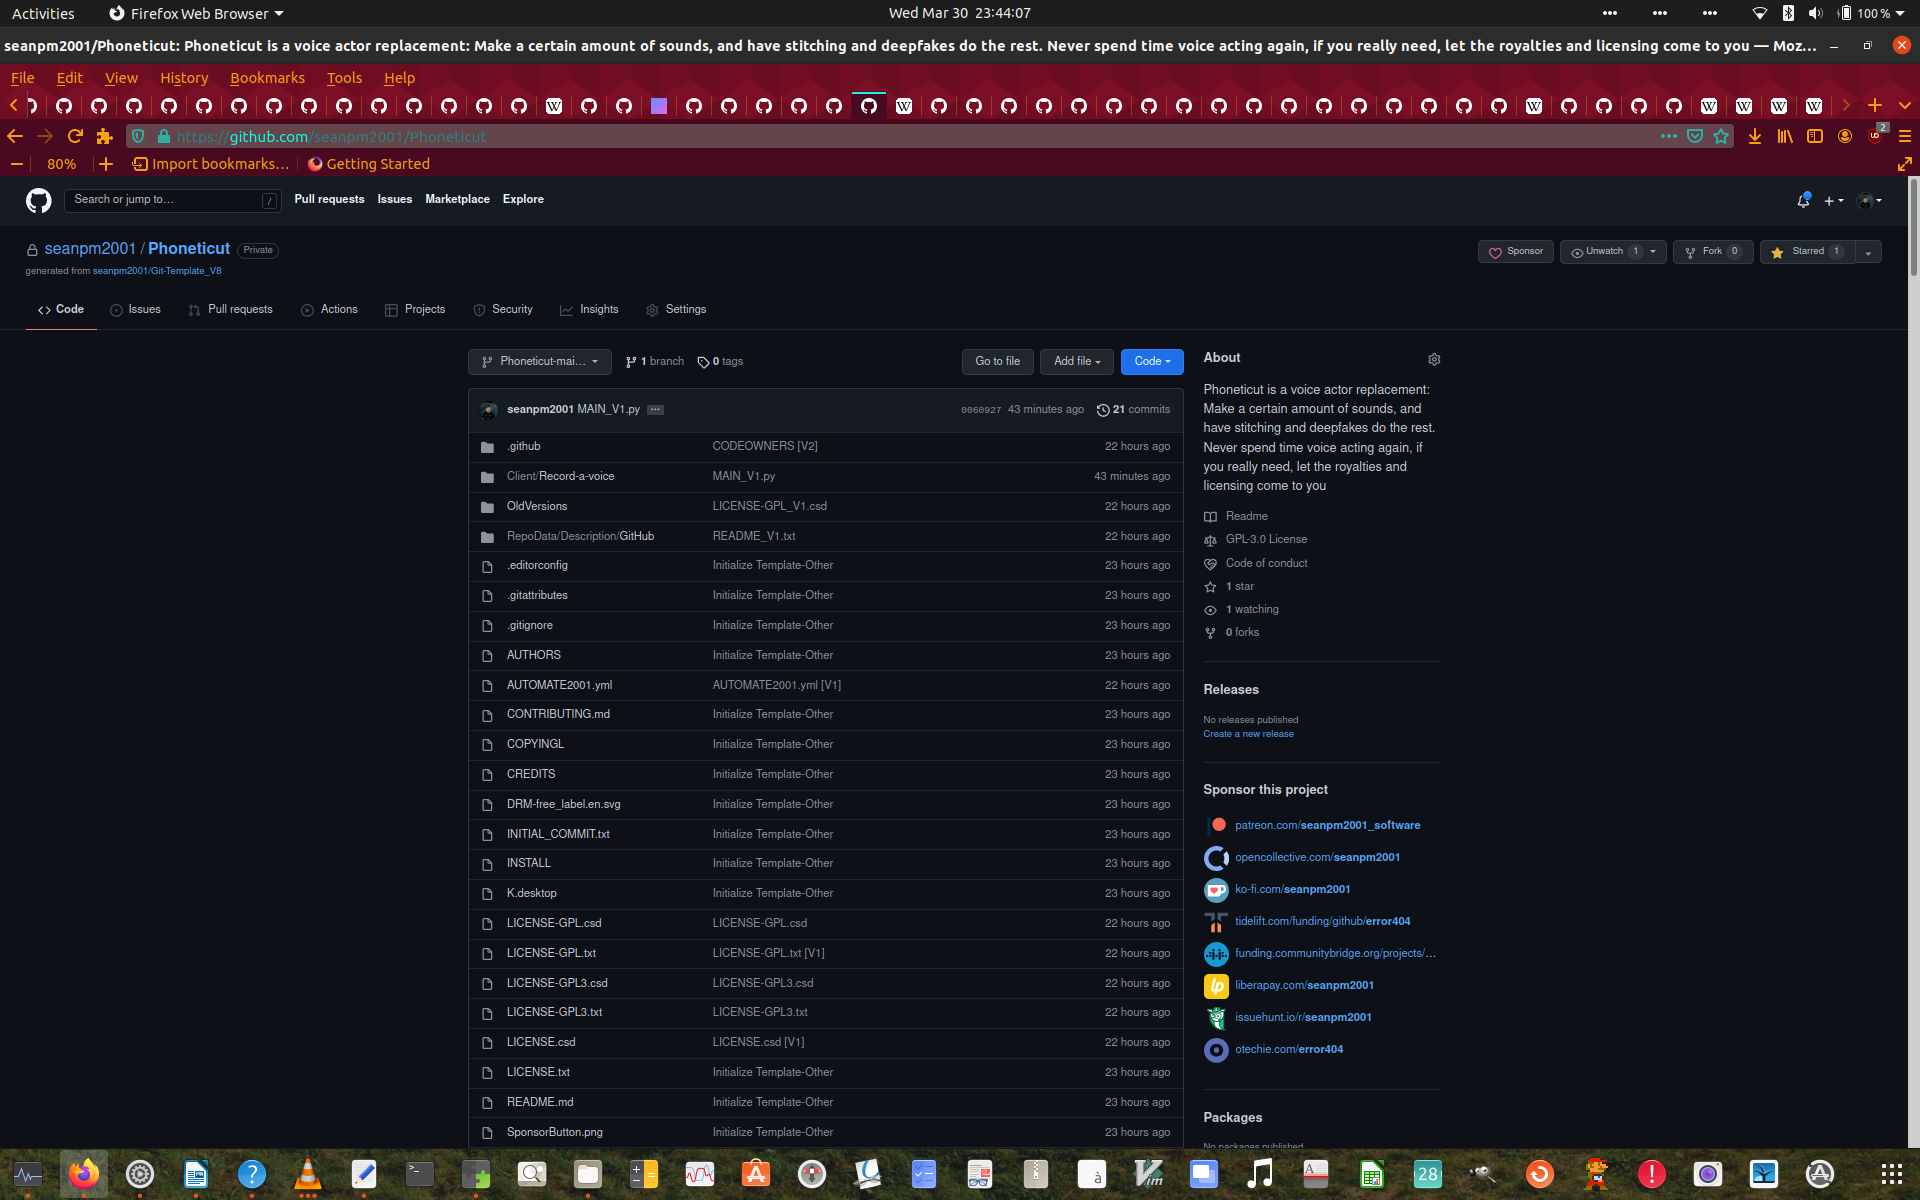 Activities Firefox Web Browser Wed Mar 30 23:44:07 100 %
seanpm2001/Phoneticut: Phoneticut is a voice actor replacement: Make a certain amount of sounds, and have stitching and deepfakes do the rest. Never spend time voice acting again, if you really need, let the royalties and licensing come to you — Moz…
File Edit View History Bookmarks Tools Help
https://github.com/seanpm2001/Phoneticut 2
80% Import bookmarks… Getting Started
Search or jump to… / Pull requests Issues Marketplace Explore
seanpm2001 / Phoneticut Private
Sponsor Unwatch 1 Fork 0 Starred 1
generated from seanpm2001/Git-Template_V8
Code Issues Pull requests Actions Projects Security Insights Settings
Phoneticut-mai… 1 branch 0 tags Go to file Add file Code
seanpm2001 MAIN_V1.py … 0060927 43 minutes ago 21 commits
.github CODEOWNERS [V2] 22 hours ago
Client/Record-a-voice MAIN_V1.py 43 minutes ago
OldVersions LICENSE-GPL_V1.csd 22 hours ago
RepoData/Description/GitHub README_V1.txt 22 hours ago
.editorconfig Initialize Template-Other 23 hours ago
.gitattributes Initialize Template-Other 23 hours ago
.gitignore Initialize Template-Other 23 hours ago
AUTHORS Initialize Template-Other 23 hours ago
AUTOMATE2001.yml AUTOMATE2001.yml [V1] 22 hours ago
CONTRIBUTING.md Initialize Template-Other 23 hours ago
COPYINGL Initialize Template-Other 23 hours ago
CREDITS Initialize Template-Other 23 hours ago
DRM-free_label.en.svg Initialize Template-Other 23 hours ago
INITIAL_COMMIT.txt Initialize Template-Other 23 hours ago
INSTALL Initialize Template-Other 23 hours ago
K.desktop Initialize Template-Other 23 hours ago
LICENSE-GPL.csd LICENSE-GPL.csd 22 hours ago
LICENSE-GPL.txt LICENSE-GPL.txt [V1] 22 hours ago
LICENSE-GPL3.csd LICENSE-GPL3.csd 22 hours ago
LICENSE-GPL3.txt LICENSE-GPL3.txt 22 hours ago
LICENSE.csd LICENSE.csd [V1] 22 hours ago
LICENSE.txt Initialize Template-Other 23 hours ago
README.md Initialize Template-Other 23 hours ago
SponsorButton.png Initialize Template-Other 23 hours ago
About
Phoneticut is a voice actor replacement:
Make a certain amount of sounds, and
have stitching and deepfakes do the rest.
Never spend time voice acting again, if
you really need, let the royalties and
licensing come to you
Readme
GPL-3.0 License
Code of conduct
1 star
1 watching
0 forks
Releases
No releases published
Create a new release
Sponsor this project
patreon.com/seanpm2001_software
opencollective.com/seanpm2001
ko-fi.com/seanpm2001
tidelift.com/funding/github/error404
funding.communitybridge.org/projects/…
liberapay.com/seanpm2001
issuehunt.io/r/seanpm2001
otechie.com/error404
Packages
No packages published
28